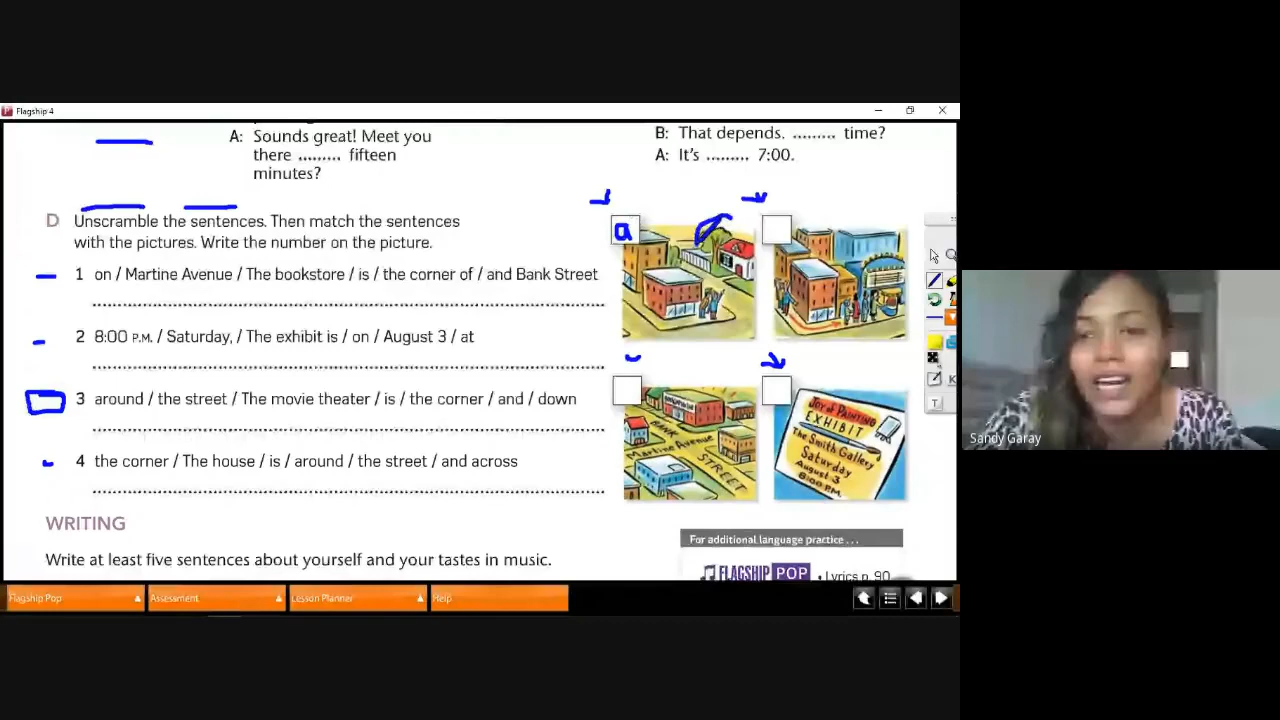 Flagship 4
A: Sounds great! Meet you
there ......... fifteen
minutes?
B: That depends. ......... time?
A: It's ......... 7:00.
D Unscramble the sentences. Then match the sentences
with the pictures. Write the number on the picture.
1 on / Martine Avenue / The bookstore / is / the corner of / and Bank Street
2 8:00 P.M. / Saturday, / The exhibit is / on / August 3 / at
3 around / the street / The movie theater / is / the corner / and / down
4 the corner / The house / is / around / the street / and across
a
BANK STREET
Martine Avenue
Joy of Painting
EXHIBIT
The Smith Gallery
Saturday
August 3
8:00 P.M.
WRITING
Write at least five sentences about yourself and your tastes in music.
For additional language practice ...
FLAGSHIP POP • Lyrics p. 90
Flagship Pop
Assessment
Lesson Planner
Help
T
Sandy Garay